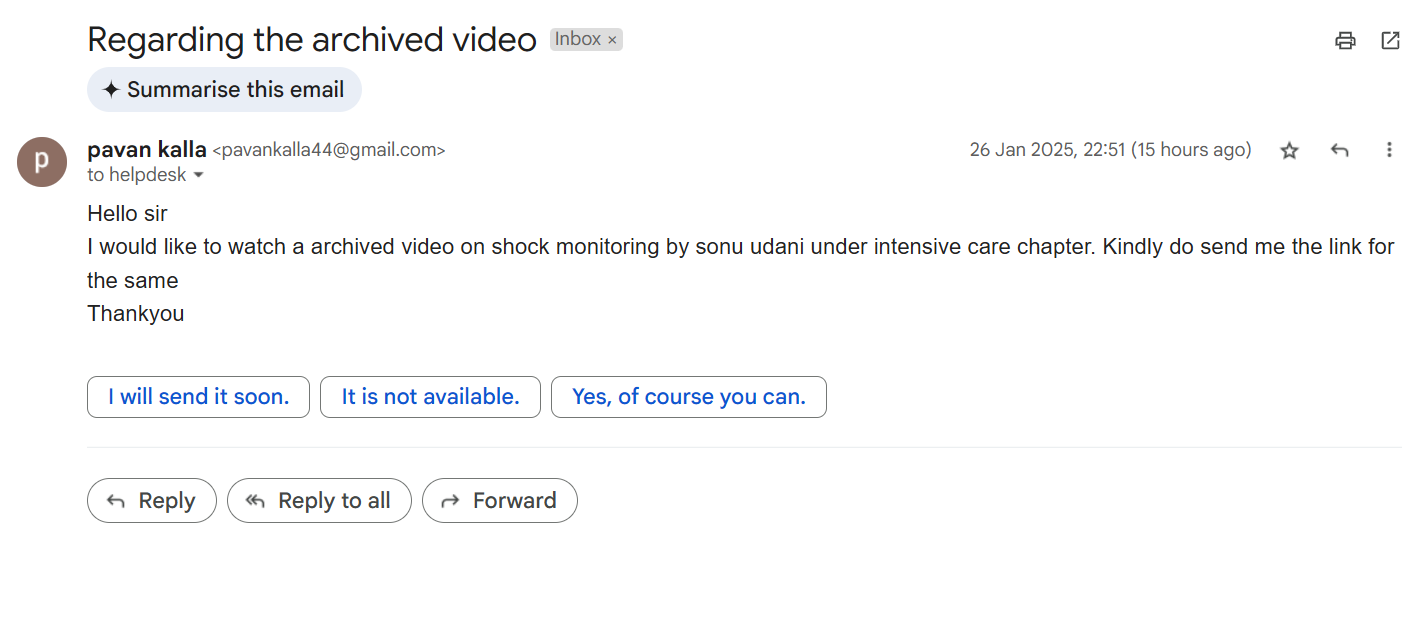 Regarding the archived video Inbox ×
Summarise this email
p
pavan kalla <pavankalla44@gmail.com> 26 Jan 2025, 22:51 (15 hours ago)
to helpdesk
Hello sir
I would like to watch a archived video on shock monitoring by sonu udani under intensive care chapter. Kindly do send me the link for
the same
Thankyou
I will send it soon. It is not available. Yes, of course you can.
Reply Reply to all Forward